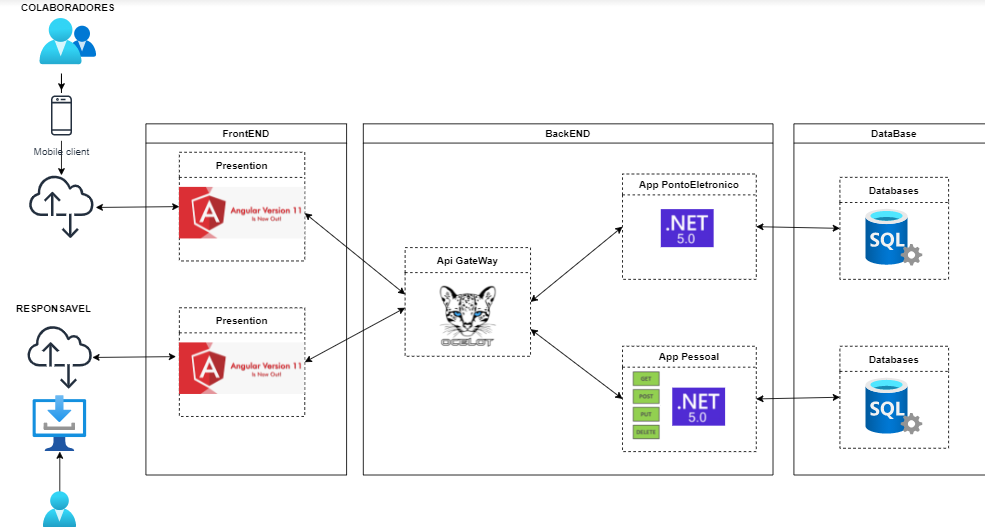 COLABORADORES
Mobile client
RESPONSAVEL
FrontEND
Presention
Angular Version 11
Is Now Out!
Presention
Angular Version 11
Is Now Out!
BackEND
Api GateWay
OCELOT
App PontoEletronico
.NET
5.0
App Pessoal
GET
POST
PUT
DELETE
.NET
5.0
DataBase
Databases
SQL
Databases
SQL